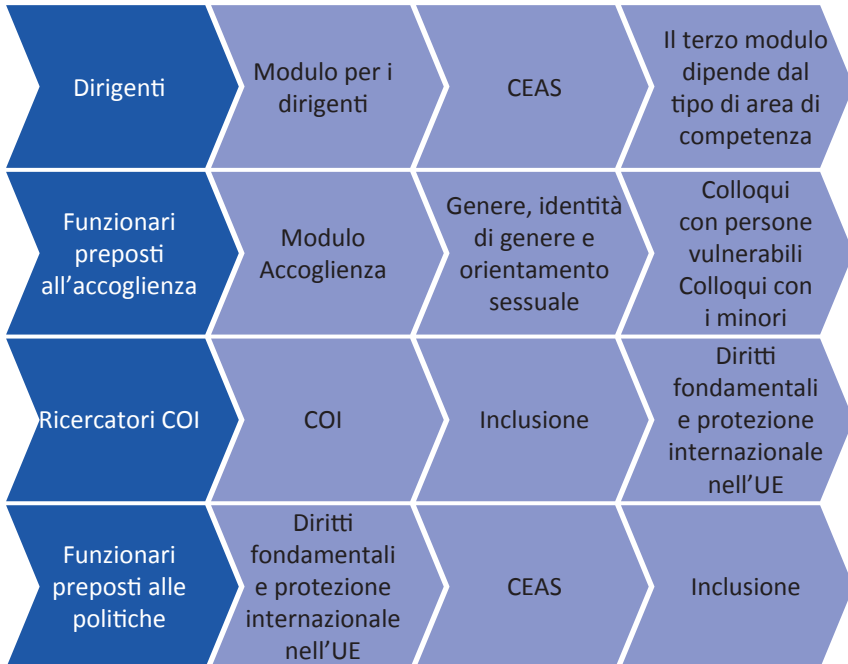 Dirigenti
Modulo per i
dirigenti
CEAS
Il terzo modulo
dipende dal
tipo di area di
competenza
Funzionari
preposti
all’accoglienza
Modulo
Accoglienza
Genere, identità
di genere e
orientamento
sessuale
Colloqui
con persone
vulnerabili
Colloqui con
i minori
Ricercatori COI
COI
Inclusione
Diritti
fondamentali
e protezione
internazionale
nell’UE
Funzionari
preposti alle
politiche
Diritti
fondamentali
e protezione
internazionale
nell’UE
CEAS
Inclusione